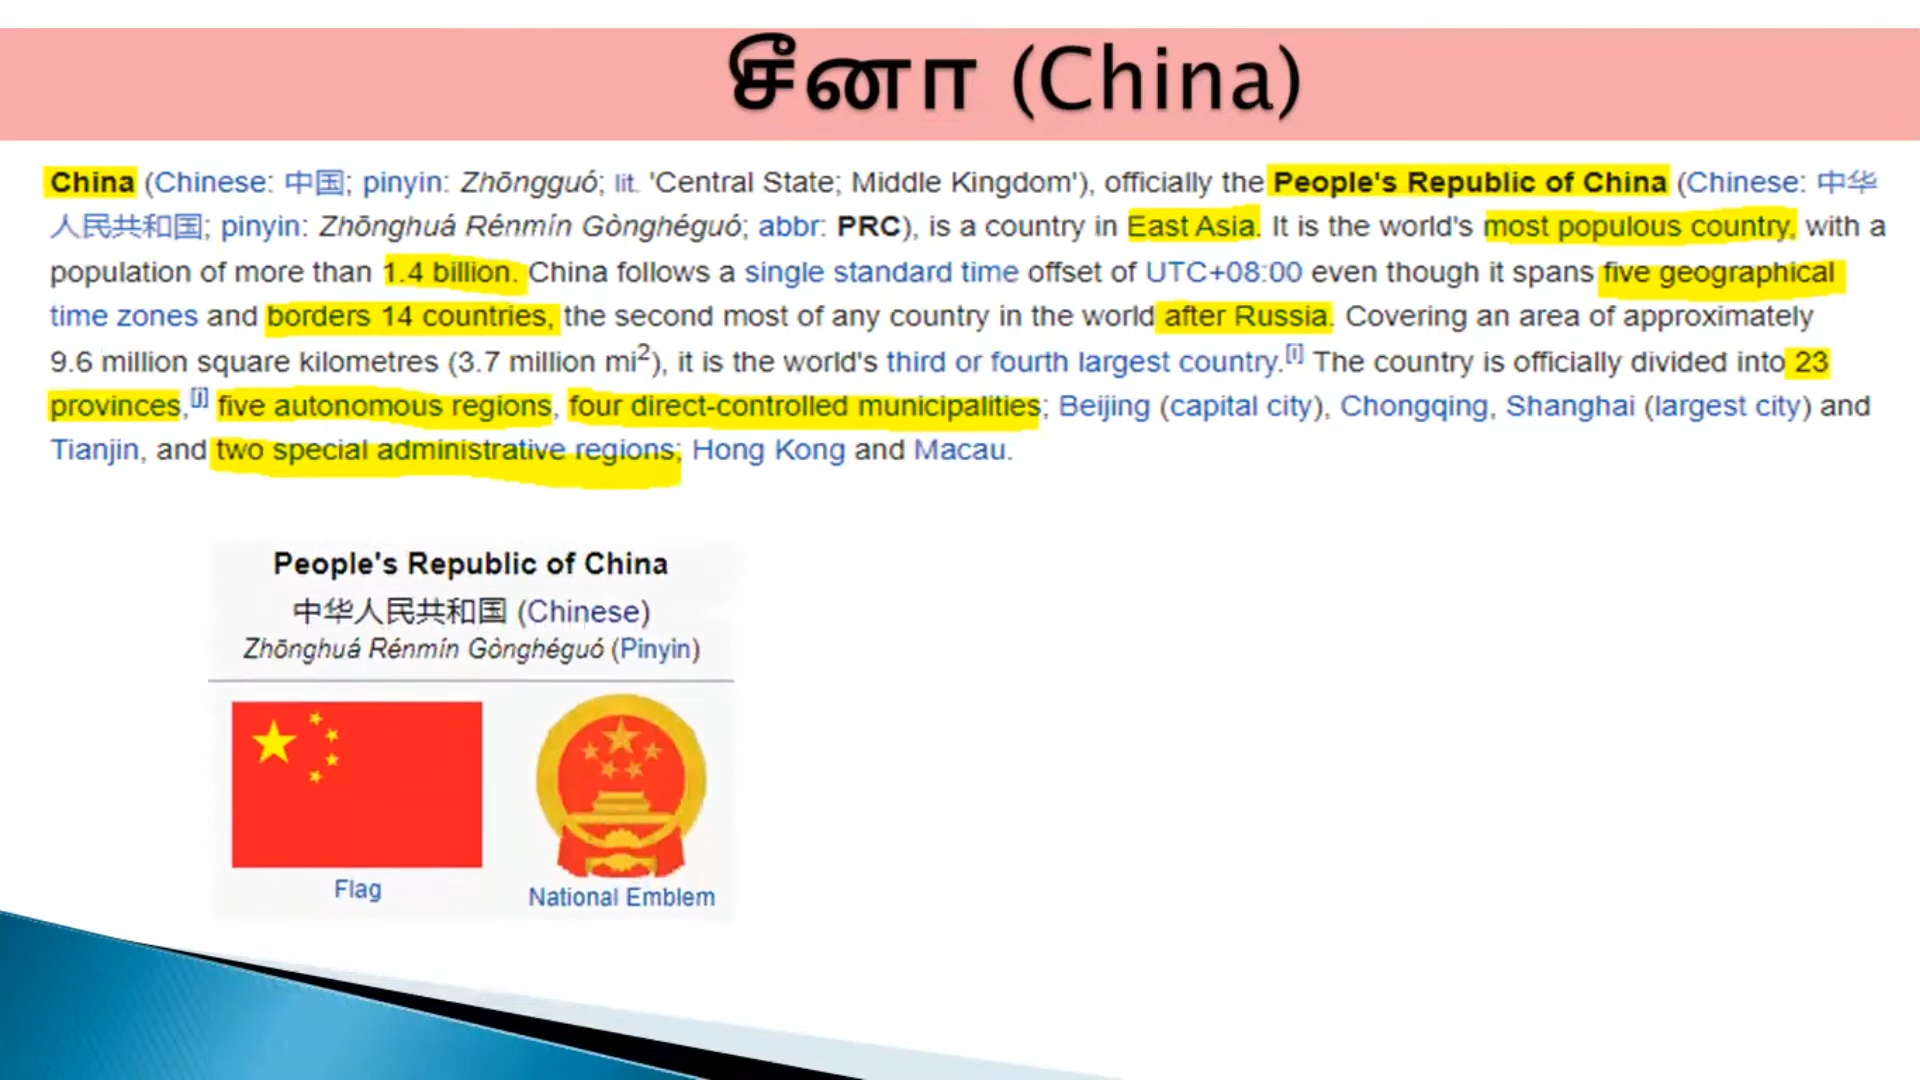 சீனா (China)
China (Chinese: 中国; pinyin: Zhōngguó; lit. 'Central State; Middle Kingdom'), officially the People's Republic of China (Chinese: 中华
人民共和国; pinyin: Zhōnghuá Rénmín Gònghéguó; abbr: PRC), is a country in East Asia. It is the world's most populous country, with a
population of more than 1.4 billion. China follows a single standard time offset of UTC+08:00 even though it spans five geographical
time zones and borders 14 countries, the second most of any country in the world after Russia. Covering an area of approximately
9.6 million square kilometres (3.7 million mi²), it is the world's third or fourth largest country.[i] The country is officially divided into 23
provinces,[j] five autonomous regions, four direct-controlled municipalities; Beijing (capital city), Chongqing, Shanghai (largest city) and
Tianjin, and two special administrative regions; Hong Kong and Macau.
People's Republic of China
中华人民共和国 (Chinese)
Zhōnghuá Rénmín Gònghéguó (Pinyin)
Flag
National Emblem